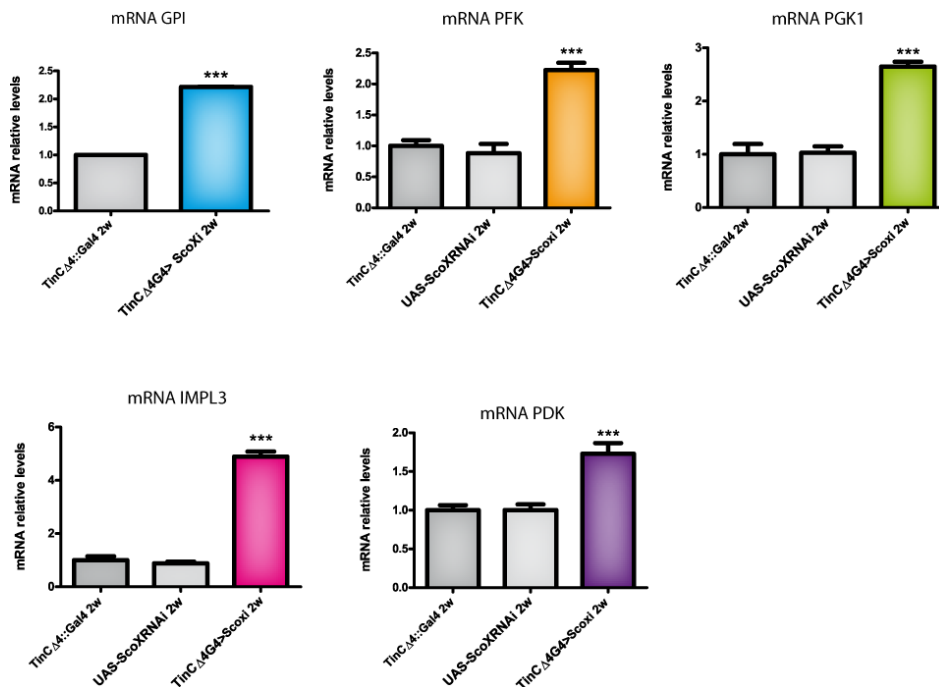 mRNA GPI
mRNA relative levels
2.5
2.0
1.5
1.0
0.5
0.0
***
TinCΔ4::Gal4 2w
TinCΔ4G4> ScoXi 2w
mRNA PFK
mRNA relative levels
2.5
2.0
1.5
1.0
0.5
0.0
***
TinCΔ4::Gal4 2w
UAS-ScoXRNAi 2w
TinCΔ4G4>ScoxI 2w
mRNA PGK1
mRNA relative levels
3
2
1
0
***
TinCΔ4::Gal4 2w
UAS-ScoXRNAi 2w
TinCΔ4G4>ScoxI 2w
mRNA IMPL3
mRNA relative levels
6
4
2
0
***
TinCΔ4::Gal4 2w
UAS-ScoXRNAi 2w
TinCΔ4G4>ScoxI 2w
mRNA PDK
mRNA relative levels
2.0
1.5
1.0
0.5
0.0
***
TinCΔ4::Gal4 2w
UAS-ScoXRNAi 2w
TinCΔ4G4>ScoxI 2w